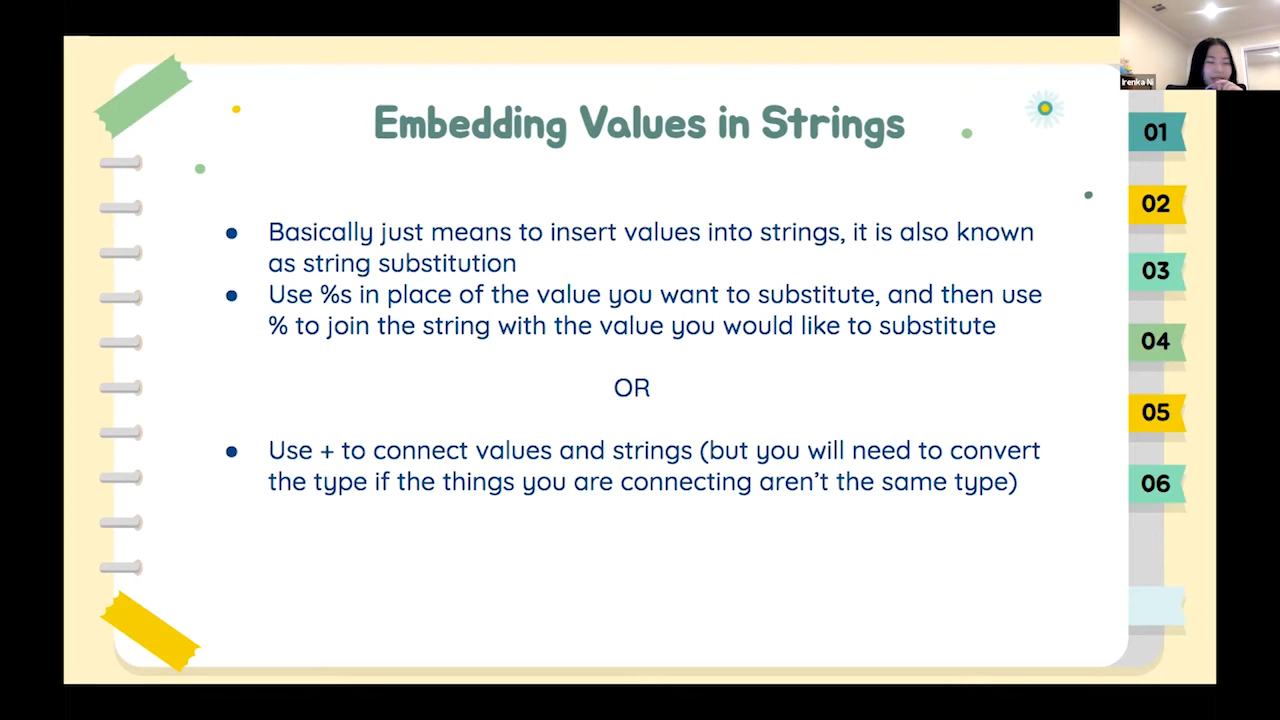 Embedding Values in Strings
● Basically just means to insert values into strings, it is also known
as string substitution
● Use %s in place of the value you want to substitute, and then use
% to join the string with the value you would like to substitute
OR
● Use + to connect values and strings (but you will need to convert
the type if the things you are connecting aren’t the same type)
Irenka Ni
01
02
03
04
05
06